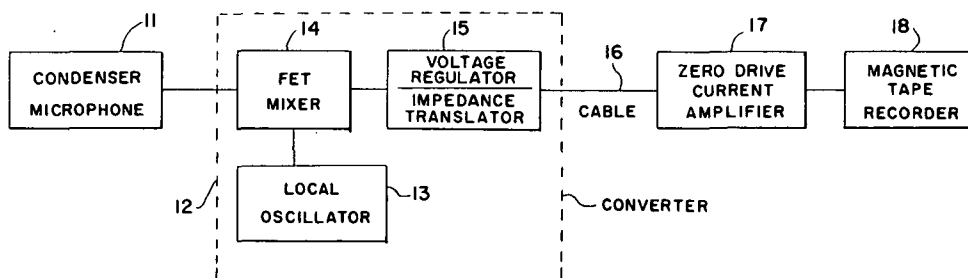 11
CONDENSER
MICROPHONE
14
FET
MIXER
15
VOLTAGE
REGULATOR
IMPEDANCE
TRANSLATOR
16
CABLE
17
ZERO DRIVE
CURRENT
AMPLIFIER
18
MAGNETIC
TAPE
RECORDER
12
LOCAL
OSCILLATOR
13
CONVERTER